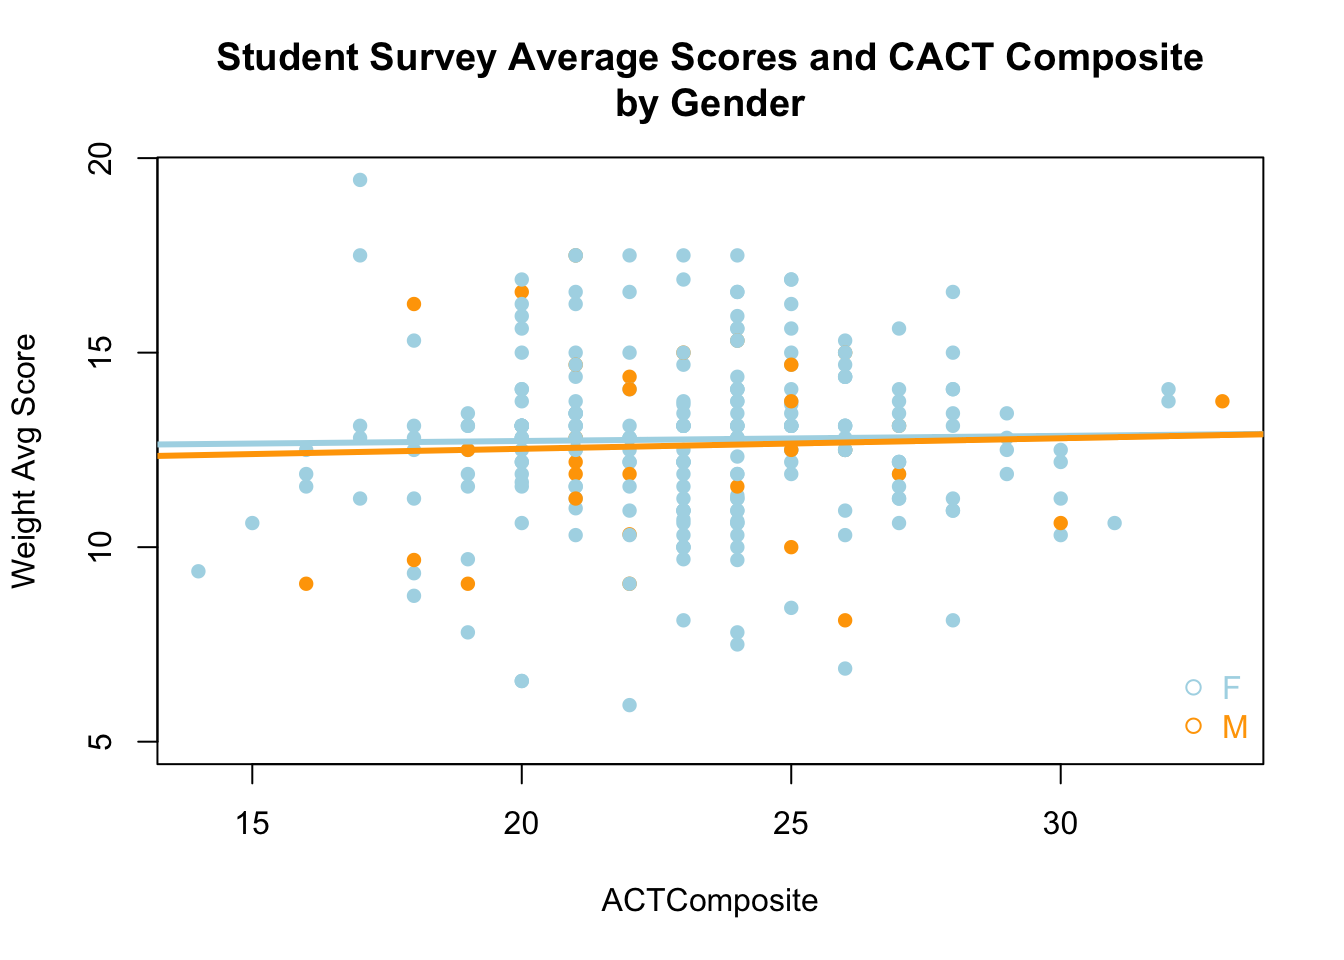 Student Survey Average Scores and CACT Composite
by Gender
Weight Avg Score
20
15
10
5
F
M
15
20
25
30
ACTComposite